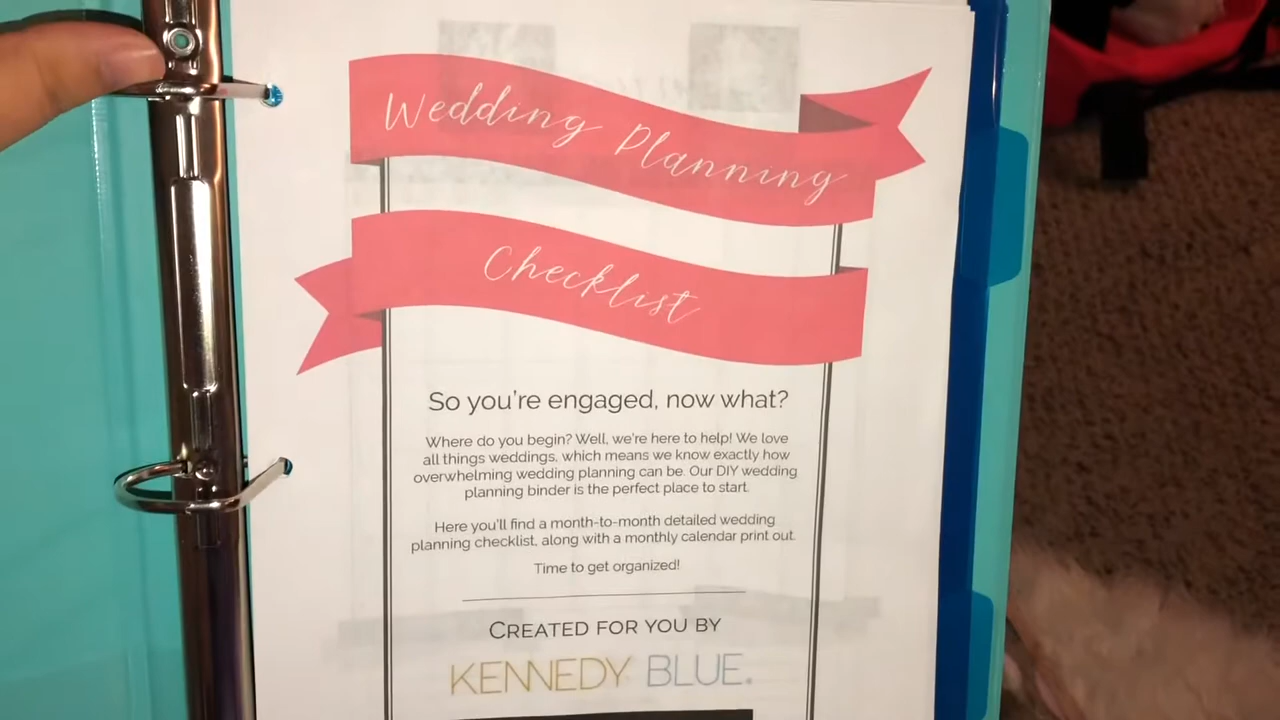 Wedding Planning
Checklist
So you're engaged, now what?
Where do you begin? Well, we're here to help! We love
all things weddings, which means we know exactly how
overwhelming wedding planning can be. Our DIY wedding
planning binder is the perfect place to start.
Here you'll find a month-to-month detailed wedding
planning checklist, along with a monthly calendar print out.
Time to get organized!
CREATED FOR YOU BY
KENNEDY BLUE